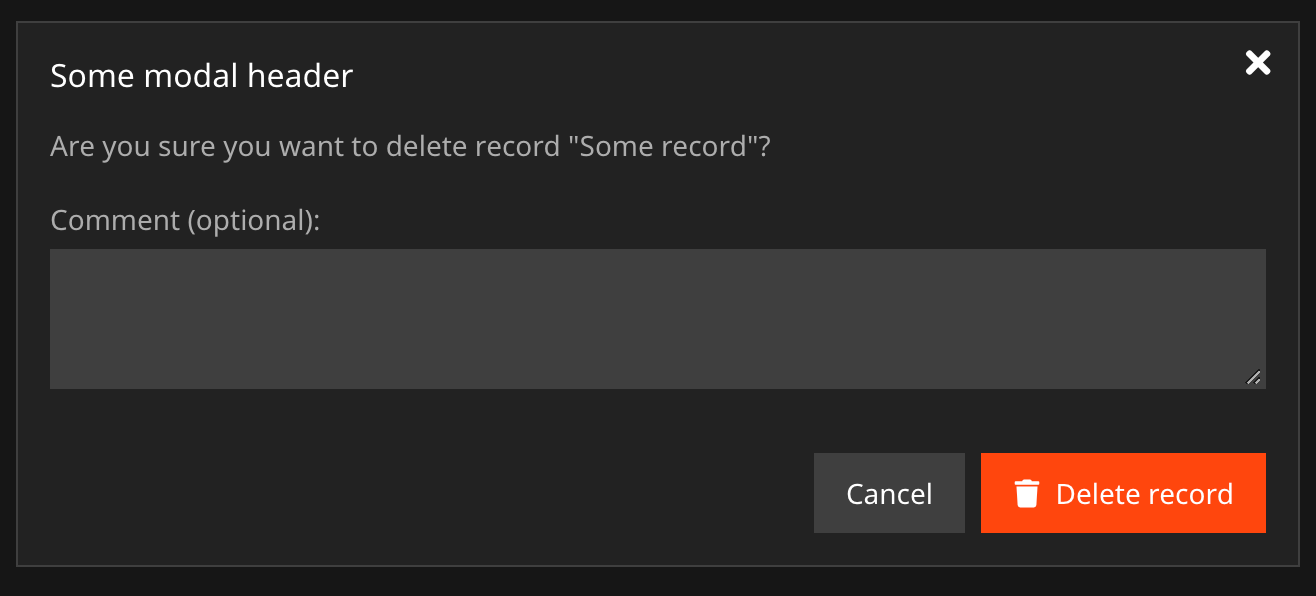 Some modal header
Are you sure you want to delete record "Some record"?
Comment (optional):
Cancel
Delete record